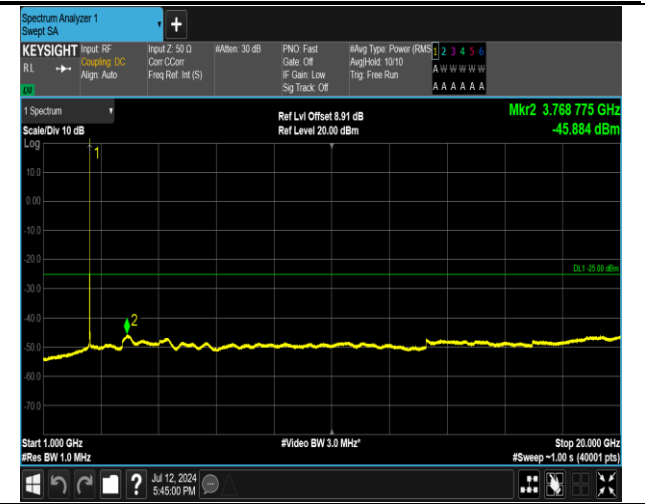 Spectrum Analyzer 1
Swept SA
+
KEYSIGHT Input: RF Input Z: 50 Ω #Atten: 30 dB PNO: Fast #Avg Type: Power (RMS 1 2 3 4 5 6
RL Coupling: DC Corr CCorr Gate: Off Avg|Hold: 10/10 A W W W W W
Align: Auto Freq Ref: Int (S) IF Gain: Low Trig: Free Run
Sig Track: Off A A A A A A
1 Spectrum Ref Lvl Offset 8.91 dB Mkr2 3.768 775 GHz
Scale/Div 10 dB Ref Level 20.00 dBm -45.884 dBm
Log
1
10.0
0.00
-10.0
-20.0
DL1 -25.00 dBm
-30.0
-40.0
2
-50.0
-60.0
-70.0
Start 1.000 GHz #Video BW 3.0 MHz* Stop 20.000 GHz
#Res BW 1.0 MHz #Sweep ~1.00 s (40001 pts)
? Jul 12, 2024
5:45:00 PM